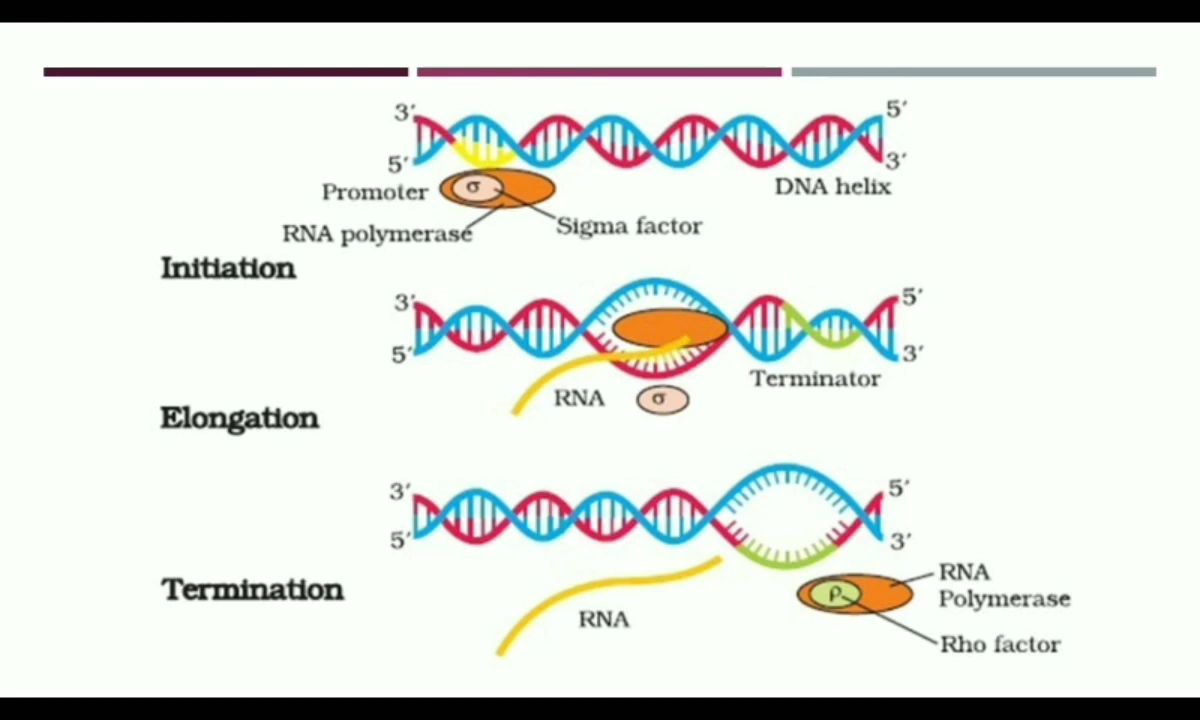 3′
5′
5′
3′
Promoter
σ
DNA helix
RNA polymerase
Sigma factor
Initiation
3′
5′
5′
3′
Terminator
RNA
σ
Elongation
3′
5′
5′
3′
Termination
RNA
ρ
RNA
Polymerase
Rho factor